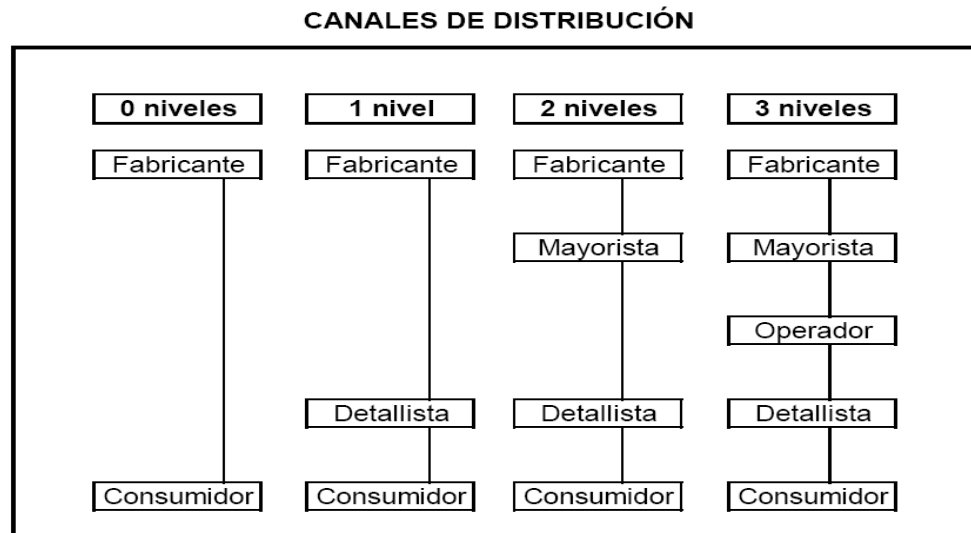 CANALES DE DISTRIBUCIÓN
0 niveles 1 nivel 2 niveles 3 niveles
Fabricante Fabricante Fabricante Fabricante
Mayorista Mayorista
Operador
Detallista Detallista Detallista
Consumidor Consumidor Consumidor Consumidor